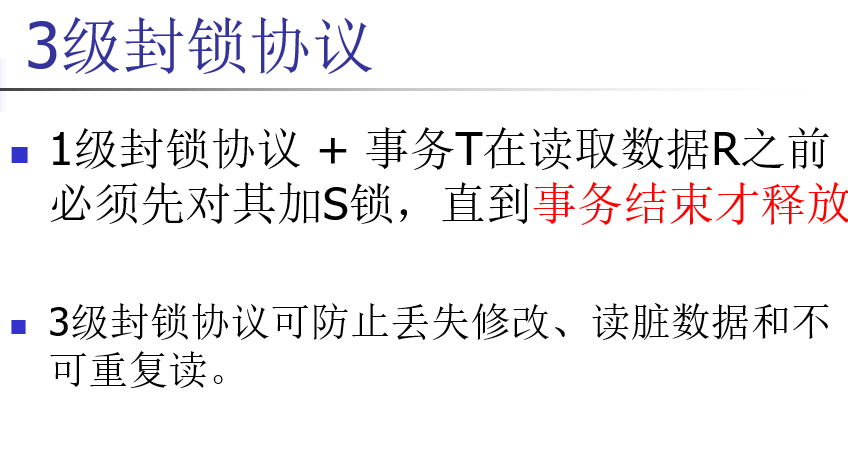 3级封锁协议
1级封锁协议 + 事务T在读取数据R之前
必须先对其加S锁，直到事务结束才释放
3级封锁协议可防止丢失修改、读脏数据和不
可重复读。